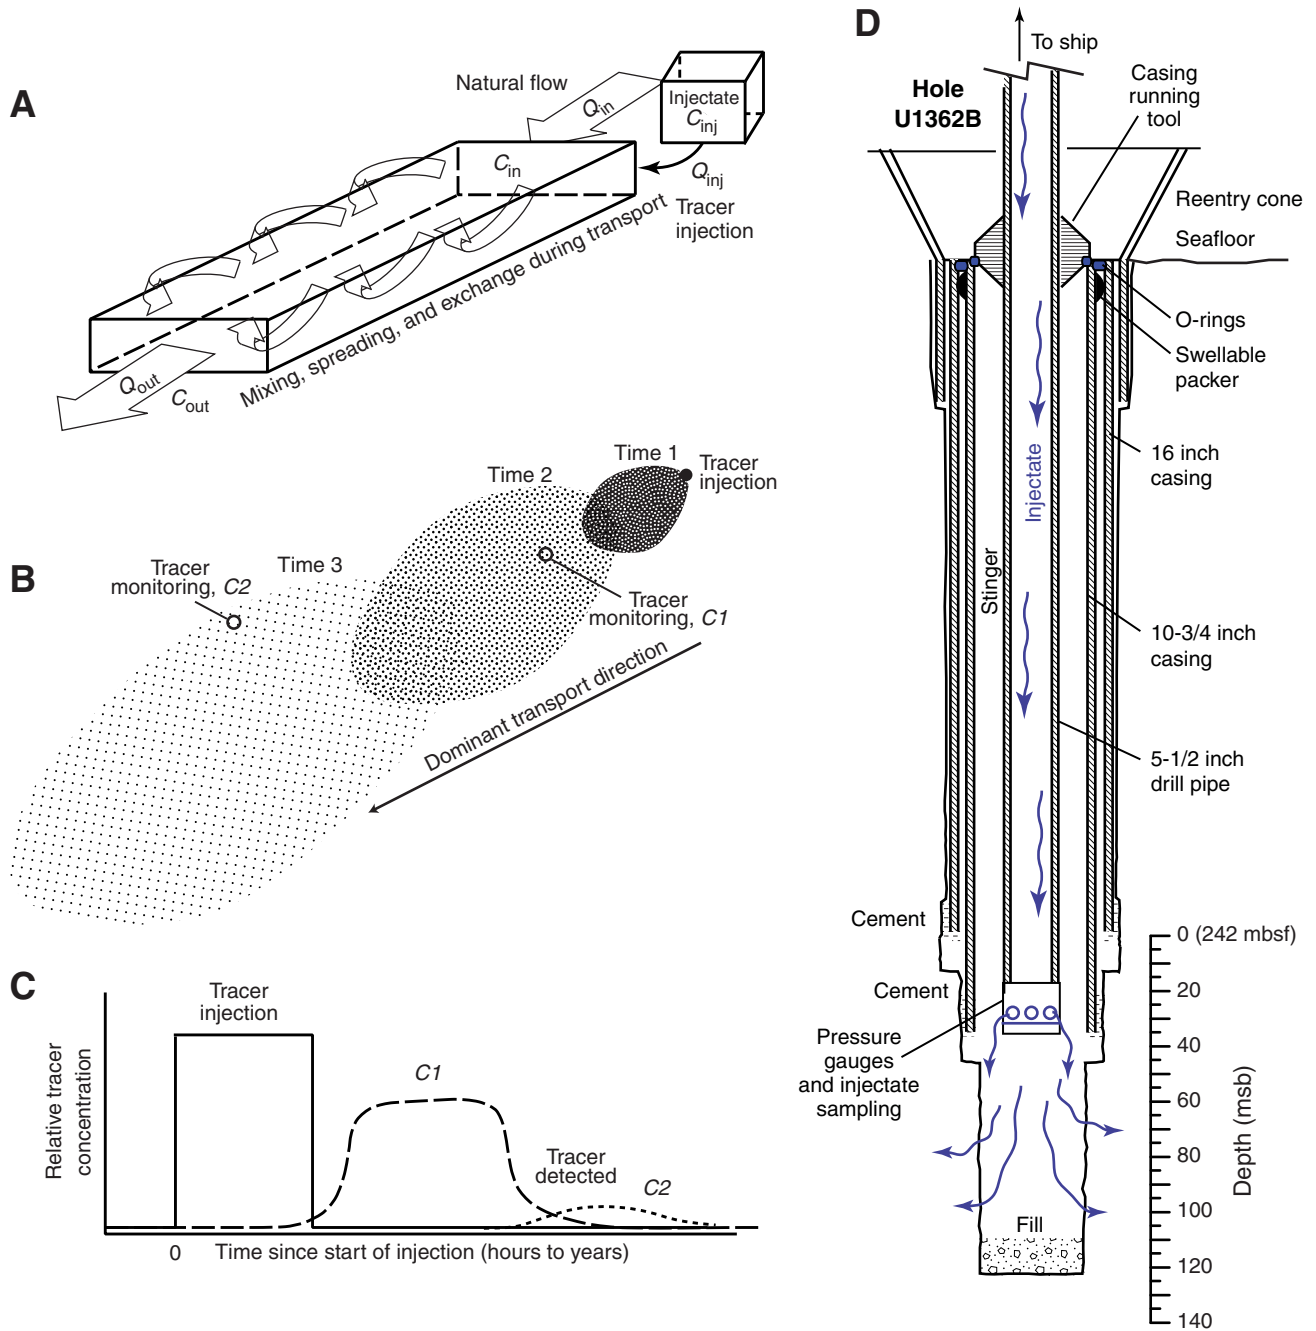 A
Natural flow
Qin
Injectate
Cinj
Cin
Qinj
Tracer
injection
Mixing, spreading, and exchange during transport
Qout
Cout
B
Time 1
Tracer
injection
Time 2
Time 3
Tracer
monitoring, C2
Tracer
monitoring, C1
Dominant transport direction
C
Relative tracer
concentration
Tracer
injection
C1
Tracer
detected
C2
0
Time since start of injection (hours to years)
D
To ship
Hole
U1362B
Casing
running
tool
Reentry cone
Seafloor
O-rings
Swellable
packer
16 inch
casing
Injectate
Stinger
10-3/4 inch
casing
5-1/2 inch
drill pipe
Cement
Cement
Pressure
gauges
and injectate
sampling
Fill
0 (242 mbsf)
20
40
60
80
100
120
140
Depth (msb)